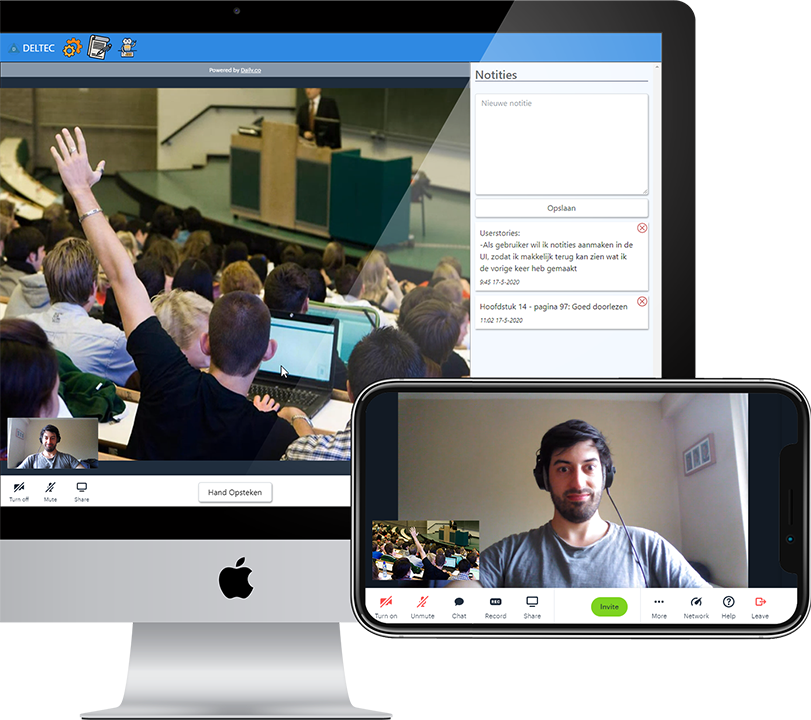 DELTEC
Powered by Daily.co
Notities
Nieuwe notitie
Opslaan
Userstories:
-Als gebruiker wil ik notities aanmaken in de
UI, zodat ik makkelijk terug kan zien wat ik
de vorige keer heb gemaakt
9:45 17-5-2020
Hoofdstuk 14 - pagina 97: Goed doorlezen
11:02 17-5-2020
Turn off
Mute
Share
Hand Opsteken
Turn on
Unmute
Chat
REC
Record
Share
Invite
More
Network
Help
Leave